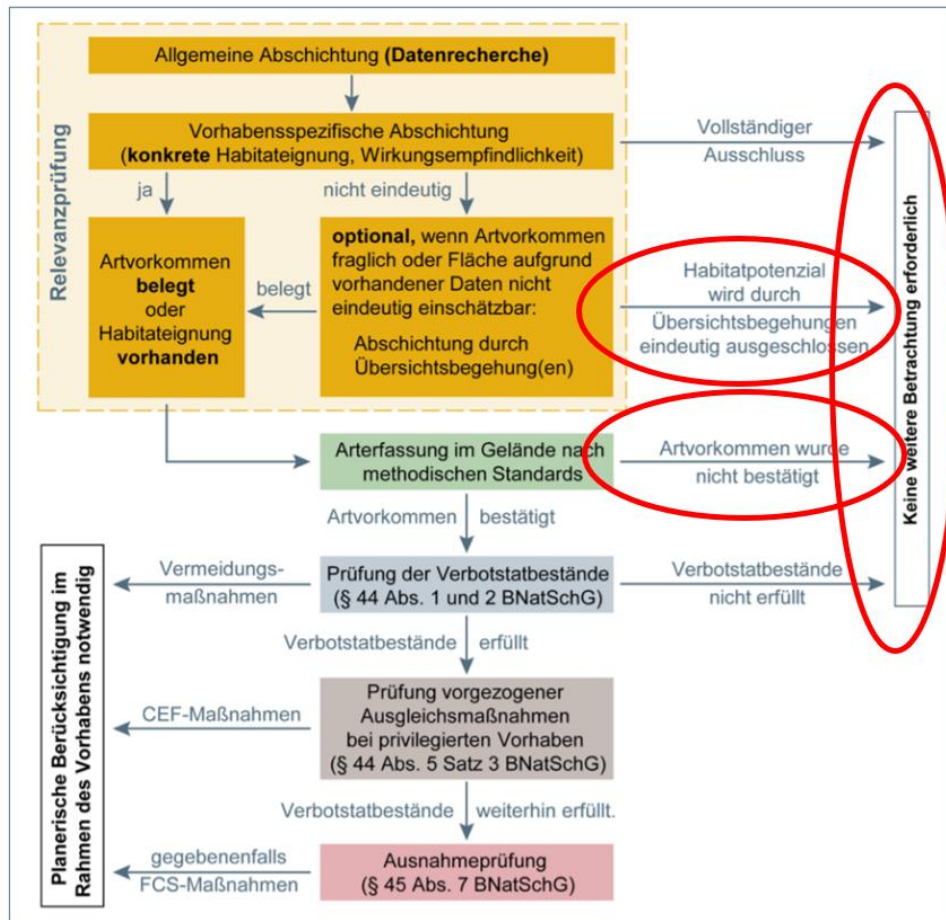 Relevanzprüfung
Allgemeine Abschichtung (Datenrecherche)
Vorhabensspezifische Abschichtung
(konkrete Habitateignung, Wirkungsempfindlichkeit)
Vollständiger
Ausschluss
ja
nicht eindeutig
Artvorkommen
belegt
oder
Habitateignung
vorhanden
belegt
optional, wenn Artvorkommen
fraglich oder Fläche aufgrund
vorhandener Daten nicht
eindeutig einschätzbar:
Abschichtung durch
Übersichtsbegehung(en)
Habitatpotenzial
wird durch
Übersichtsbegehungen
eindeutig ausgeschlossen
Keine weitere Betrachtung erforderlich
Arterfassung im Gelände nach
methodischen Standards
Artvorkommen wurde
nicht bestätigt
Artvorkommen bestätigt
Planerische Berücksichtigung im
Rahmen des Vorhabens notwendig
Vermeidungs-
maßnahmen
Prüfung der Verbotstatbestände
(§ 44 Abs. 1 und 2 BNatSchG)
Verbotstatbestände
nicht erfüllt
Verbotstatbestände erfüllt
CEF-Maßnahmen
Prüfung vorgezogener
Ausgleichsmaßnahmen
bei privilegierten Vorhaben
(§ 44 Abs. 5 Satz 3 BNatSchG)
Verbotstatbestände weiterhin erfüllt.
gegebenenfalls
FCS-Maßnahmen
Ausnahmeprüfung
(§ 45 Abs. 7 BNatSchG)